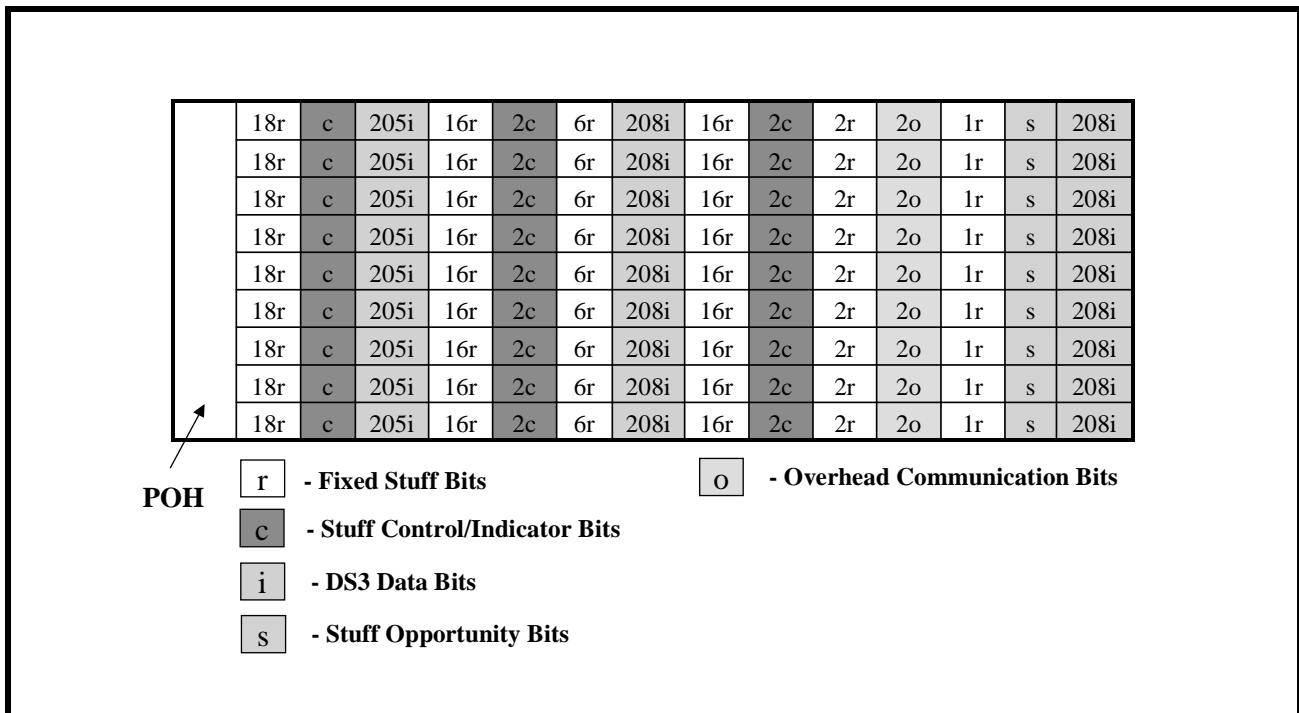 18r c 205i 16r 2c 6r 208i 16r 2c 2r 2o 1r s 208i
18r c 205i 16r 2c 6r 208i 16r 2c 2r 2o 1r s 208i
18r c 205i 16r 2c 6r 208i 16r 2c 2r 2o 1r s 208i
18r c 205i 16r 2c 6r 208i 16r 2c 2r 2o 1r s 208i
18r c 205i 16r 2c 6r 208i 16r 2c 2r 2o 1r s 208i
18r c 205i 16r 2c 6r 208i 16r 2c 2r 2o 1r s 208i
18r c 205i 16r 2c 6r 208i 16r 2c 2r 2o 1r s 208i
18r c 205i 16r 2c 6r 208i 16r 2c 2r 2o 1r s 208i
18r c 205i 16r 2c 6r 208i 16r 2c 2r 2o 1r s 208i
POH
r - Fixed Stuff Bits
o - Overhead Communication Bits
c - Stuff Control/Indicator Bits
i - DS3 Data Bits
s - Stuff Opportunity Bits